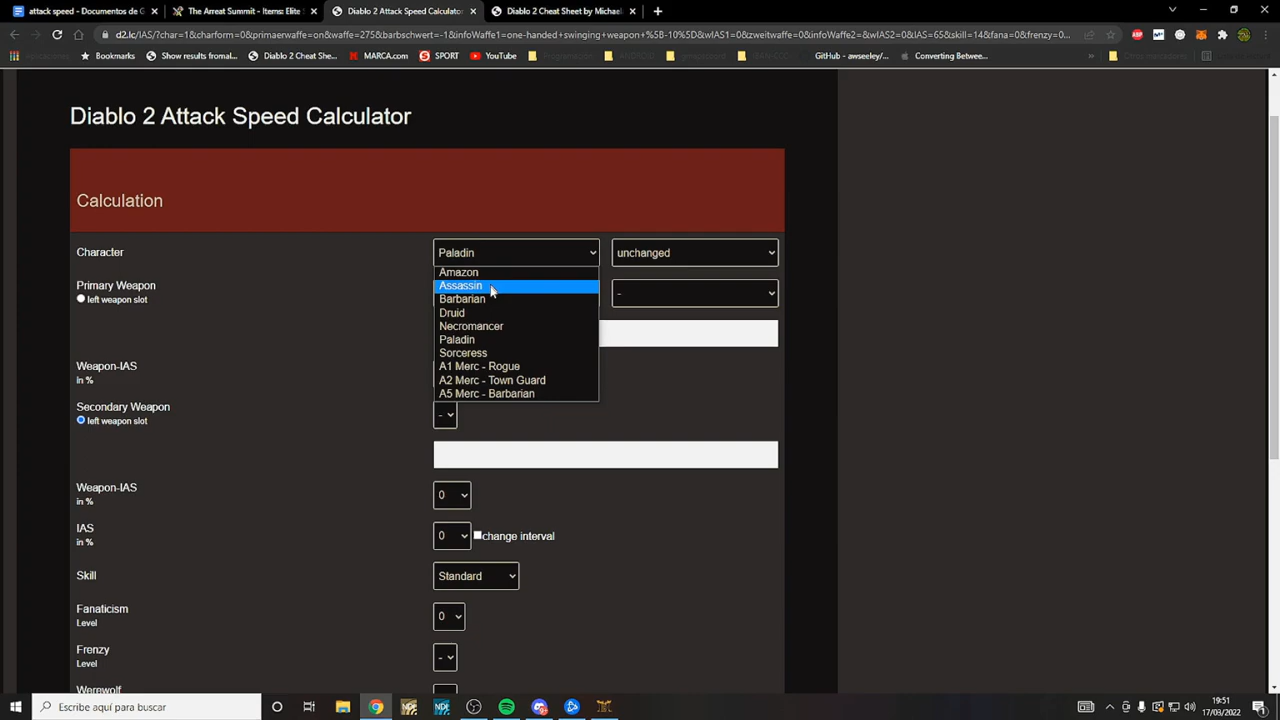 attack speed - Documentos de G
The Arreat Summit - Items: Elite
Diablo 2 Attack Speed Calculator
Diablo 2 Cheat Sheet by Michael
d2.lc/IAS/?char=1&charform=0&primaerwaffe=0&waffe=275&barbschwert=-1&infoWaffe1=one-handed swinging weapon %5B-10%5D&wIAS1=0&zweitwaffe=0&infoWaffe2=&wIAS2=0&IAS=65&skill=14&fana=0&frenzy=0...
Aplicaciones
Bookmarks
Show results fromal...
Diablo 2 Cheat She...
MARCA.com
SPORT
YouTube
GitHub - awseeley/...
Converting Betwee...
Otros marcadores
Diablo 2 Attack Speed Calculator
Calculation
Character
Paladin
unchanged
Amazon
Assassin
Barbarian
Druid
Necromancer
Paladin
Sorceress
A1 Merc - Rogue
A2 Merc - Town Guard
A5 Merc - Barbarian
Primary Weapon
left weapon slot
-
Weapon-IAS
in %
Secondary Weapon
left weapon slot
-
Weapon-IAS
in %
0
IAS
in %
0
change interval
Skill
Standard
Fanaticism
Level
0
Frenzy
Level
-
Werewolf
Escribe aquí para buscar
19:51
17/03/2022